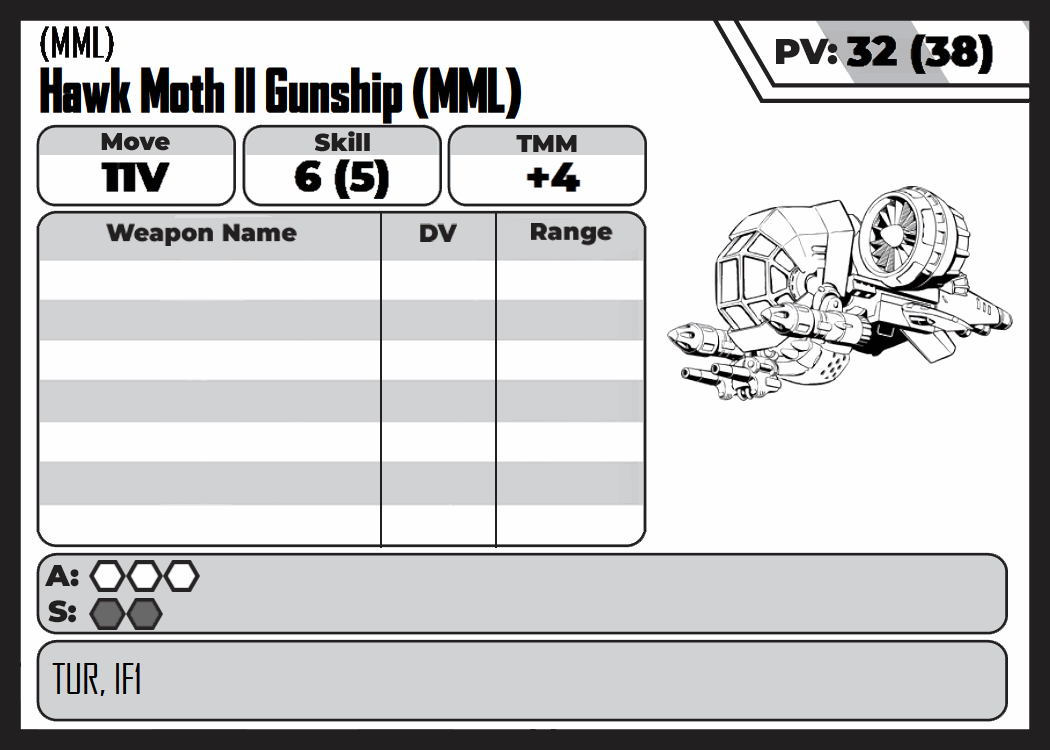 (MML)
Hawk Moth II Gunship (MML)
PV: 32 (38)
Move
11V
Skill
6 (5)
TMM
+4
Weapon Name
DV
Range
A:
S:
TUR, IF1